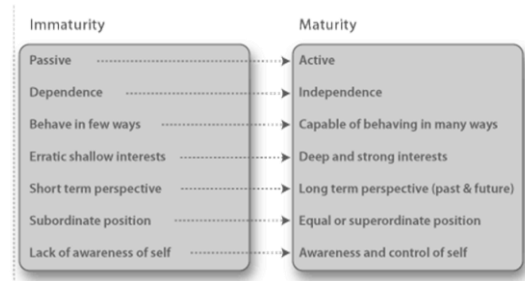 Immaturity Maturity
Passive Active
Dependence Independence
Behave in few ways Capable of behaving in many ways
Erratic shallow interests Deep and strong interests
Short term perspective Long term perspective (past & future)
Subordinate position Equal or superordinate position
Lack of awareness of self Awareness and control of self